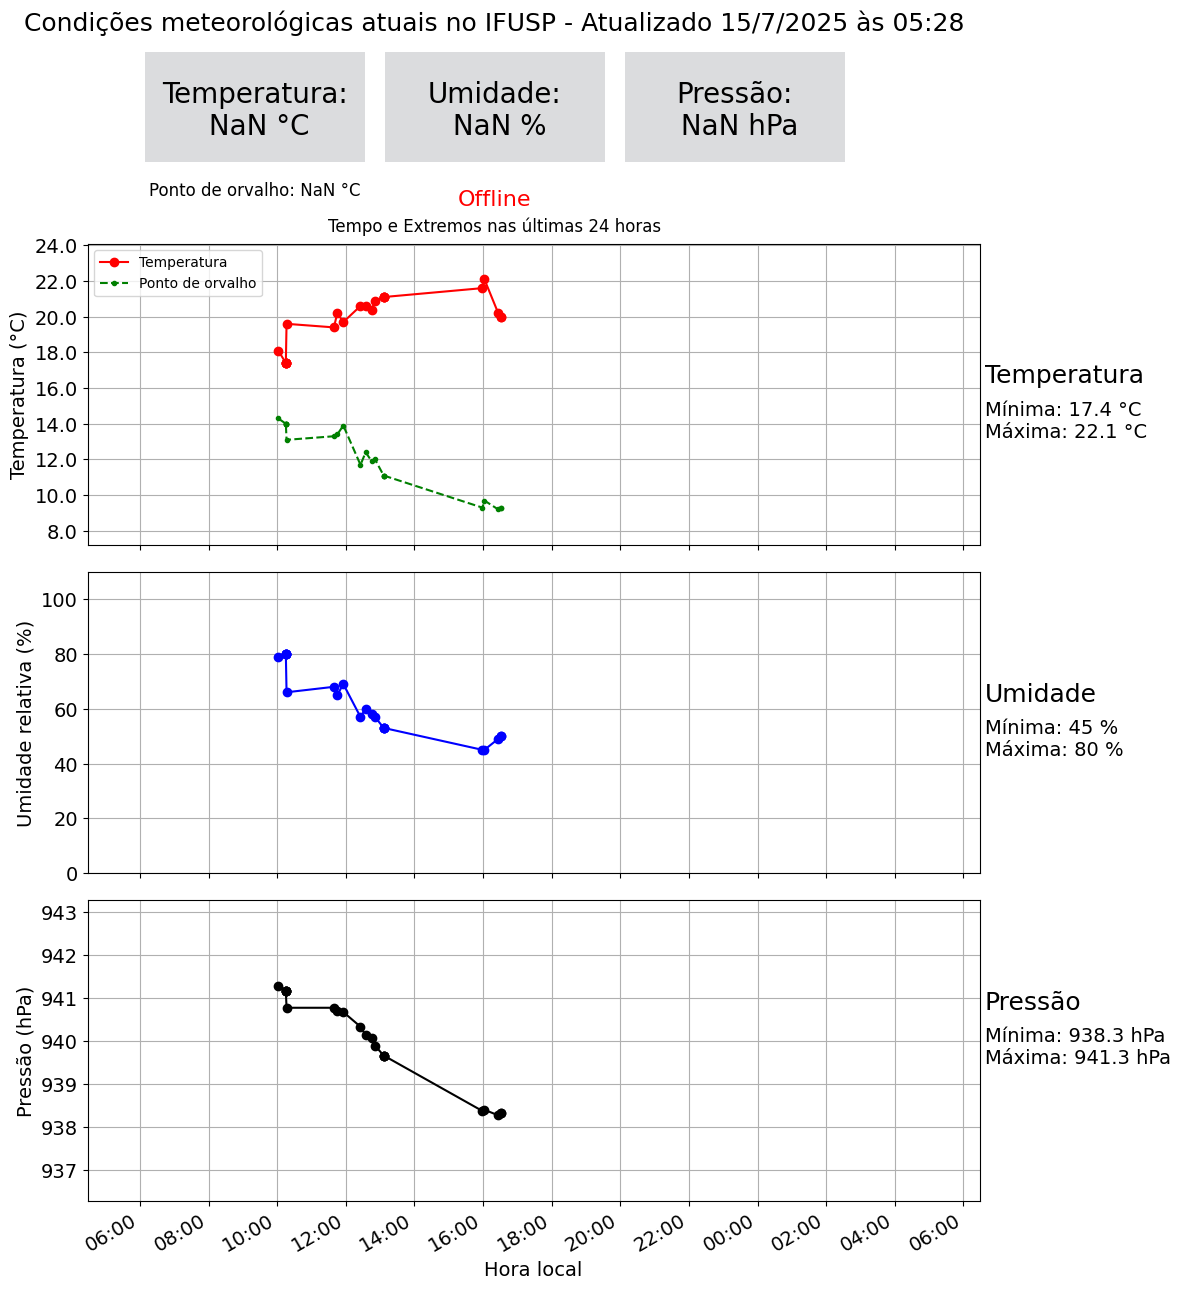 Condições meteorológicas atuais no IFUSP - Atualizado 15/7/2025 às 05:28
Temperatura:
NaN °C
Umidade:
NaN %
Pressão:
NaN hPa
Ponto de orvalho: NaN °C
Offline
Tempo e Extremos nas últimas 24 horas
Temperatura
Ponto de orvalho
Temperatura (°C)
24.0
22.0
20.0
18.0
16.0
14.0
12.0
10.0
8.0
Temperatura
Mínima: 17.4 °C
Máxima: 22.1 °C
Umidade relativa (%)
100
80
60
40
20
0
Umidade
Mínima: 45 %
Máxima: 80 %
Pressão (hPa)
943
942
941
940
939
938
937
Pressão
Mínima: 938.3 hPa
Máxima: 941.3 hPa
06:00 08:00 10:00 12:00 14:00 16:00 18:00 20:00 22:00 00:00 02:00 04:00 06:00
Hora local